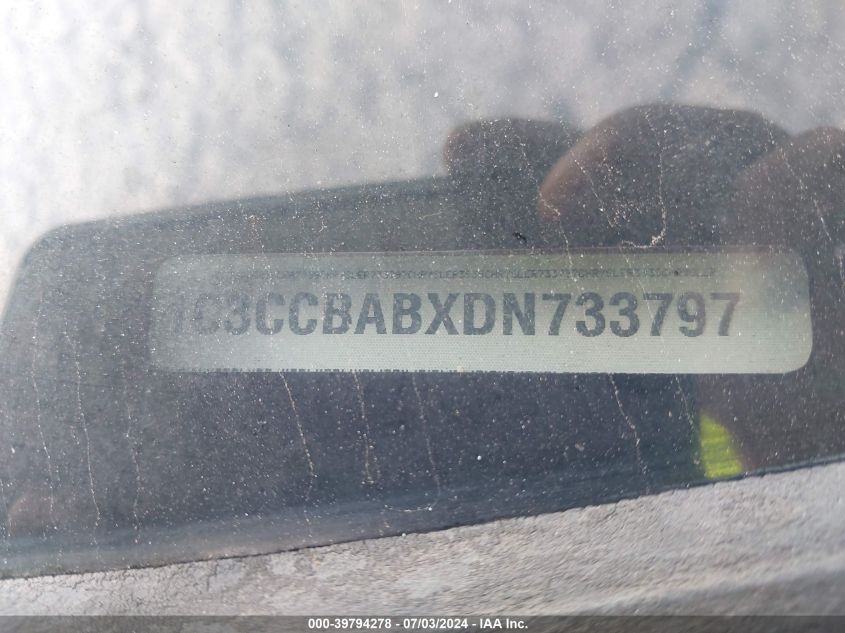 1C3CCBABXDN733797
000-39794278 - 07/03/2024 - IAA Inc.